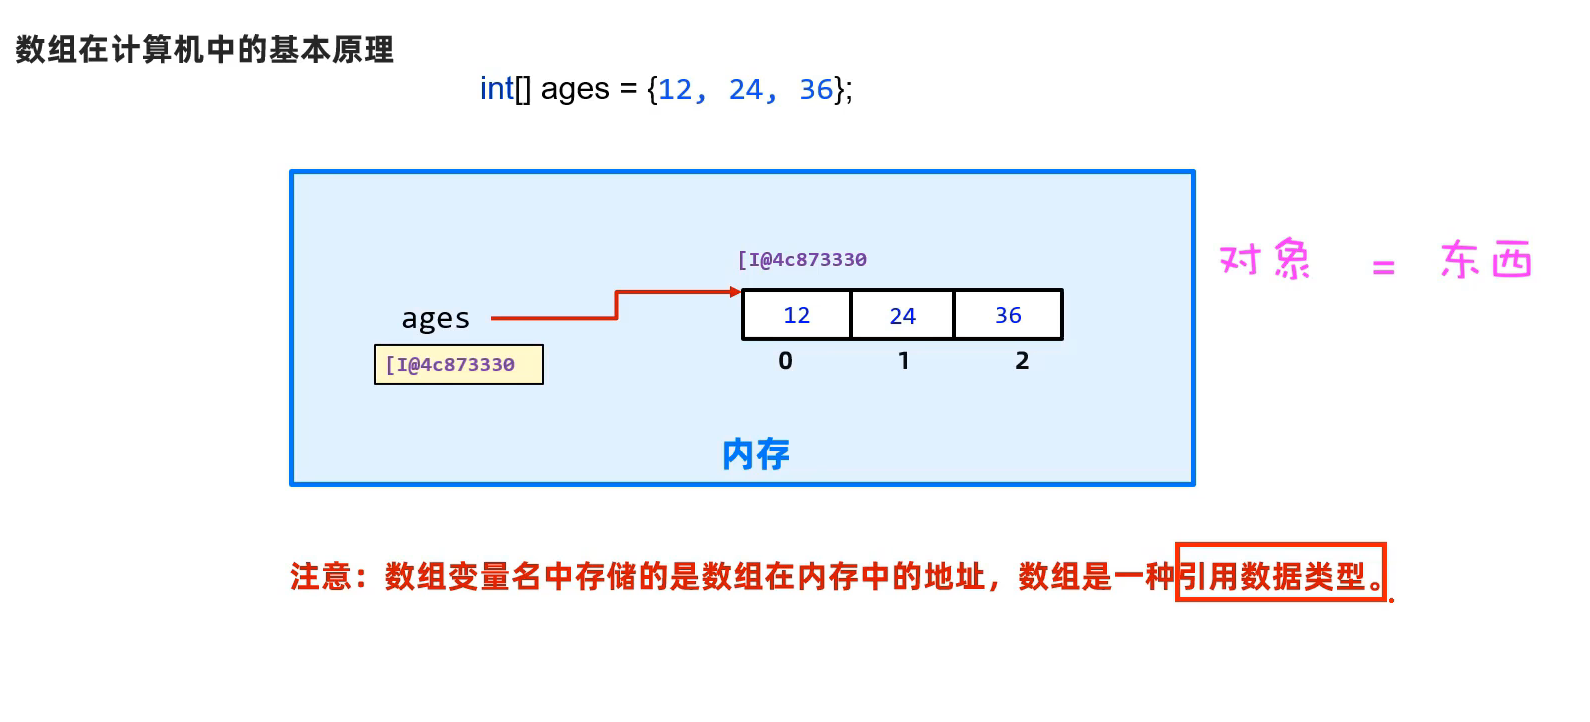 数组在计算机中的基本原理
int[] ages = {12, 24, 36};
[I@4c873330
对象 = 东西
ages
12 24 36
[I@4c873330
0 1 2
内存
注意：数组变量名中存储的是数组在内存中的地址，数组是一种引用数据类型。